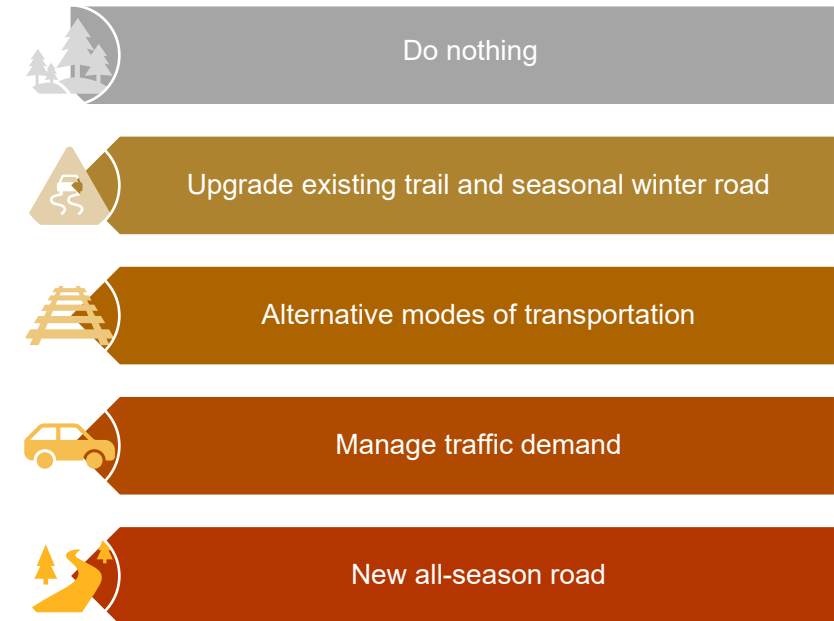 Do nothing
Upgrade existing trail and seasonal winter road
Alternative modes of transportation
Manage traffic demand
New all-season road